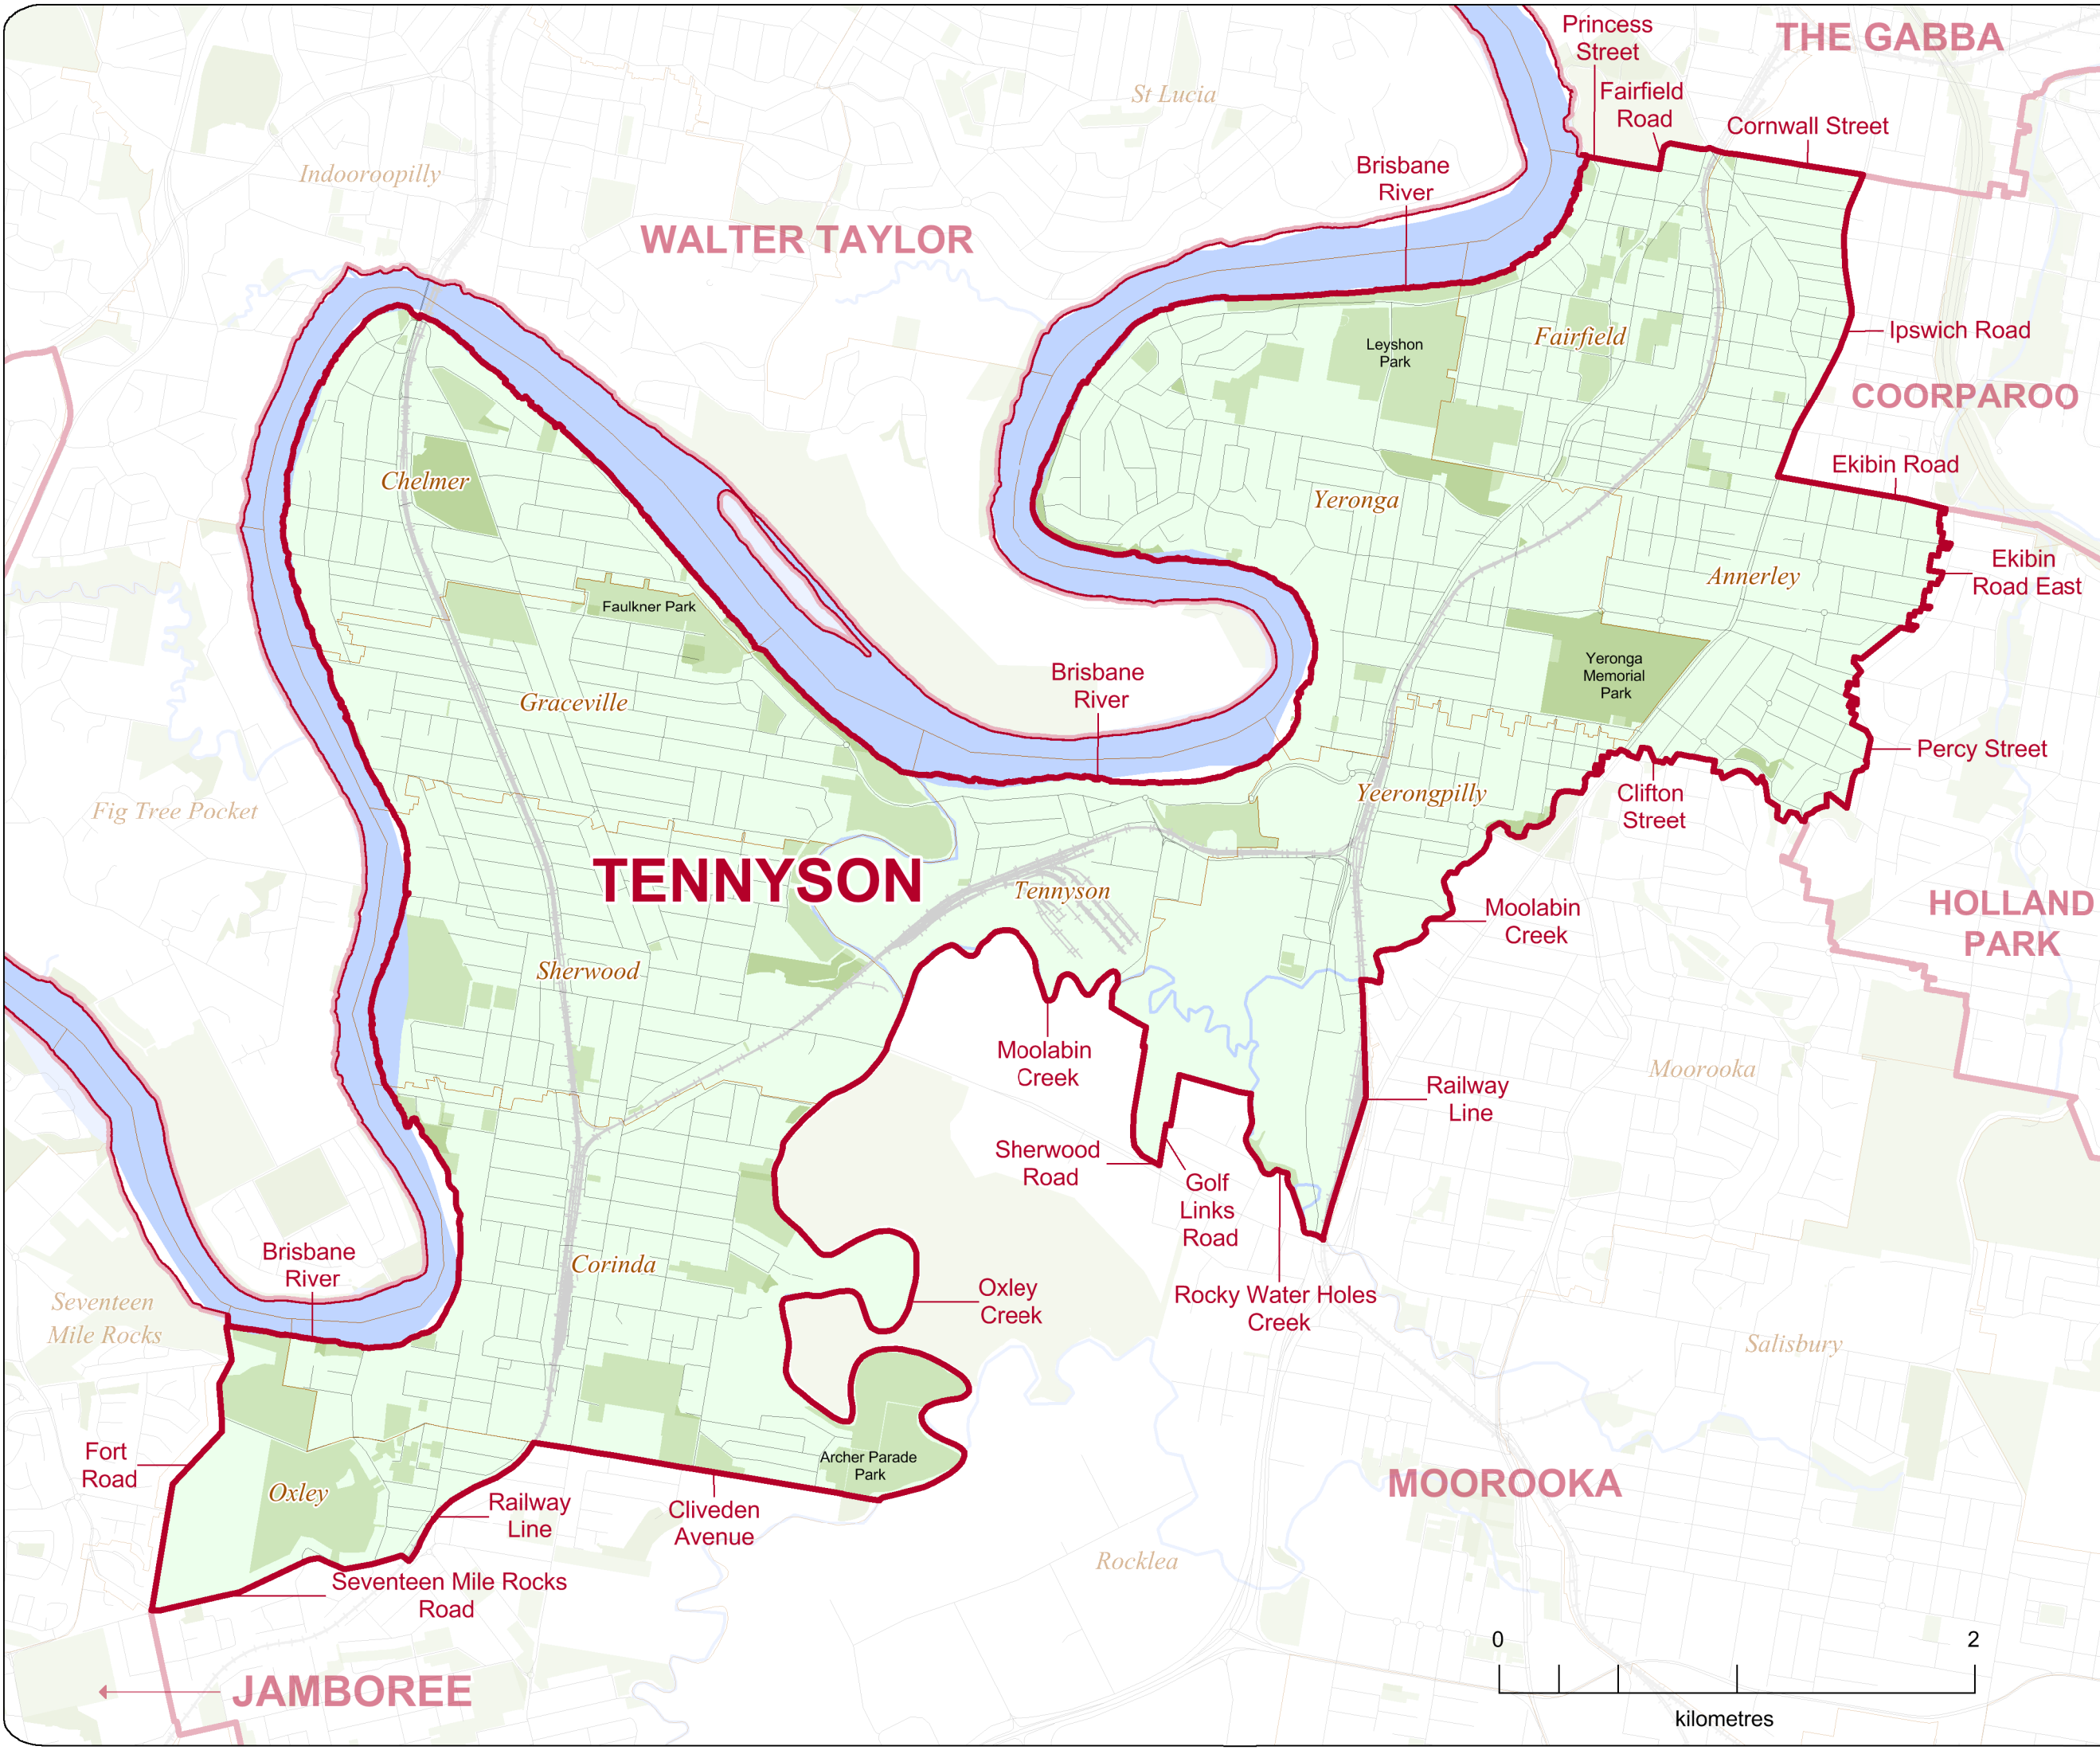 Princess
Street
THE GABBA
Fairfield
Road
St Lucia
Cornwall Street
Indooroopilly
Brisbane
River
WALTER TAYLOR
Ipswich Road
Leyshon
Park
Fairfield
COORPAROO
Ekibin Road
Chelmer
Yeronga
Ekibin
Road East
Annerley
Faulkner Park
Yeronga
Memorial
Park
Brisbane
River
Graceville
Percy Street
Fig Tree Pocket
Yeerongpilly
Clifton
Street
TENNYSON
Tennyson
Moolabin
Creek
HOLLAND
PARK
Sherwood
Moolabin
Creek
Moorooka
Railway
Line
Sherwood
Road
Golf
Links
Road
Brisbane
River
Corinda
Oxley
Creek
Rocky Water Holes
Creek
Seventeen
Mile Rocks
Salisbury
Fort
Road
Archer Parade
Park
MOOROOKA
Oxley
Railway
Line
Cliveden
Avenue
Rocklea
Seventeen Mile Rocks
Road
0
2
JAMBOREE
kilometres